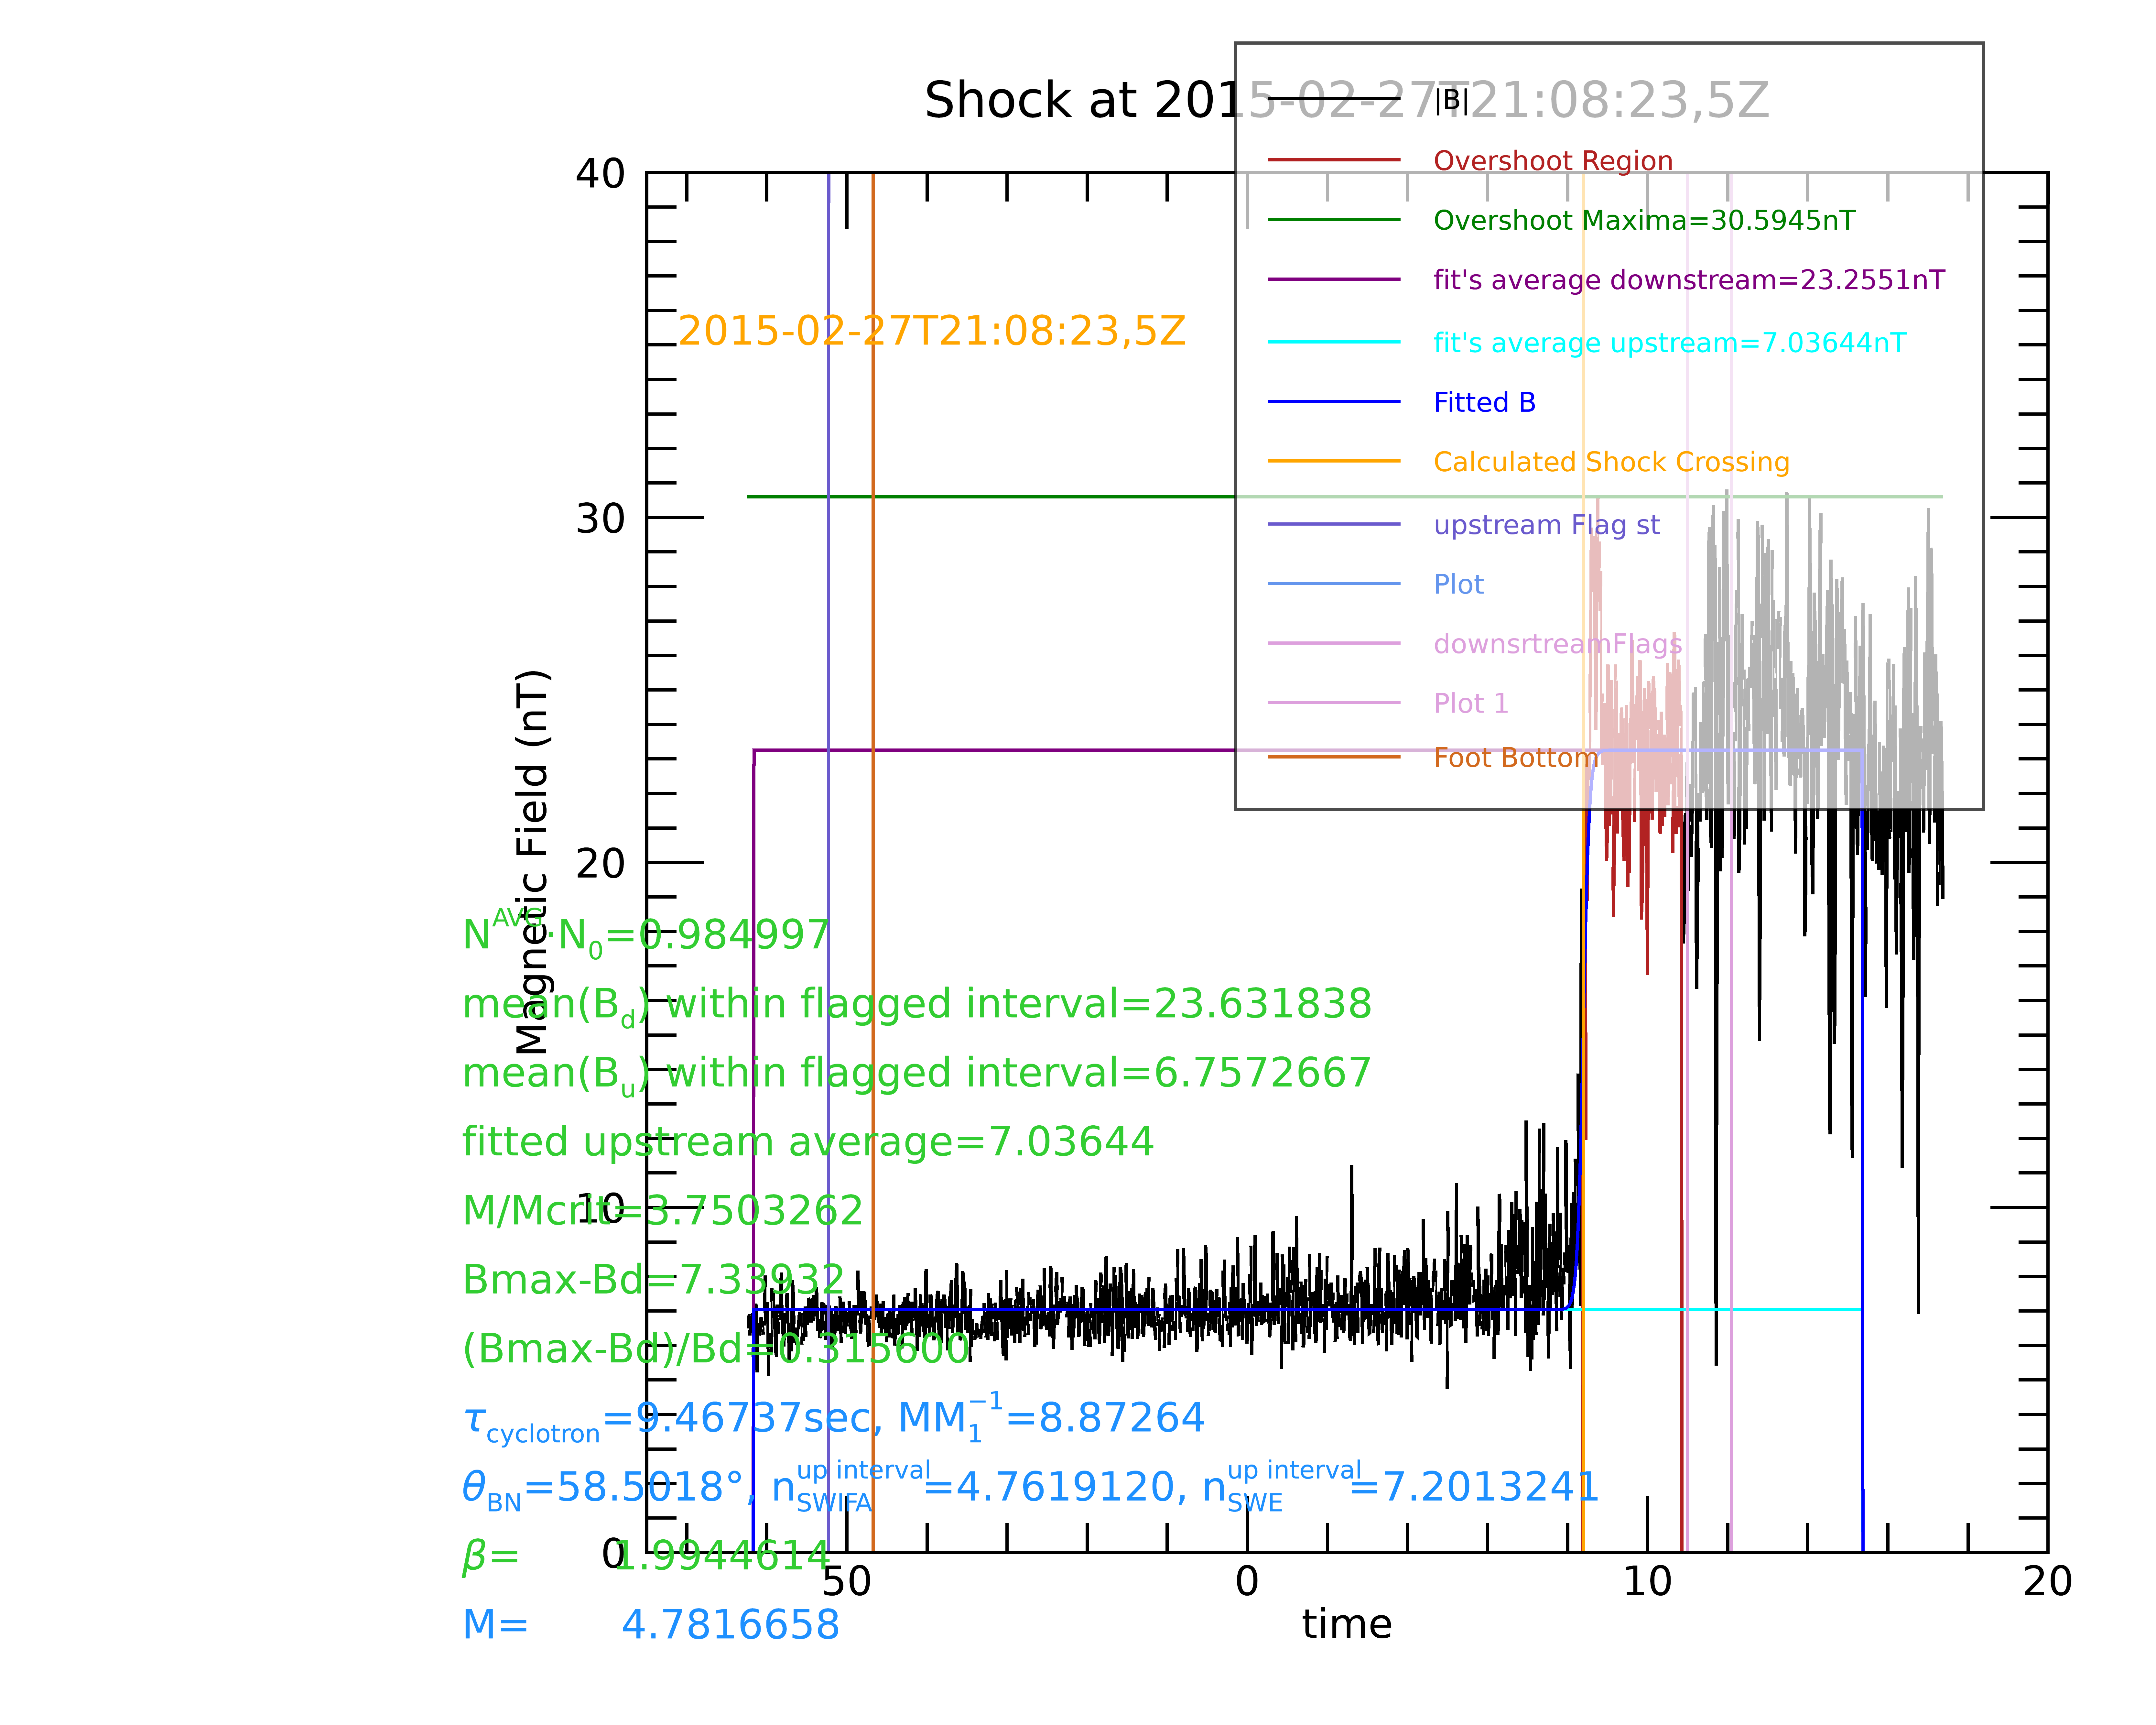 Shock at 2015-02-27T21:08:23,5Z
|B|
Overshoot Region
Overshoot Maxima=30.5945nT
fit's average downstream=23.2551nT
fit's average upstream=7.03644nT
Fitted B
Calculated Shock Crossing
upstream Flag st
Plot
downsrtreamFlags
Plot 1
Foot Bottom
2015-02-27T21:08:23,5Z
40
30
20
10
0
Magnetic Field (nT)
N^AVG·N_0=0.984997
mean(B_d) within flagged interval=23.631838
mean(B_u) within flagged interval=6.7572667
fitted upstream average=7.03644
M/Mcrit=3.7503262
Bmax-Bd=7.33932
(Bmax-Bd)/Bd=0.315600
τ_cyclotron=9.46737sec, MM_1^−1=8.87264
θ_BN=58.5018°, n_SWIFA^up interval=4.7619120, n_SWE^up interval=7.2013241
β= 1.9944614
M= 4.7816658
50 0 10 20
time